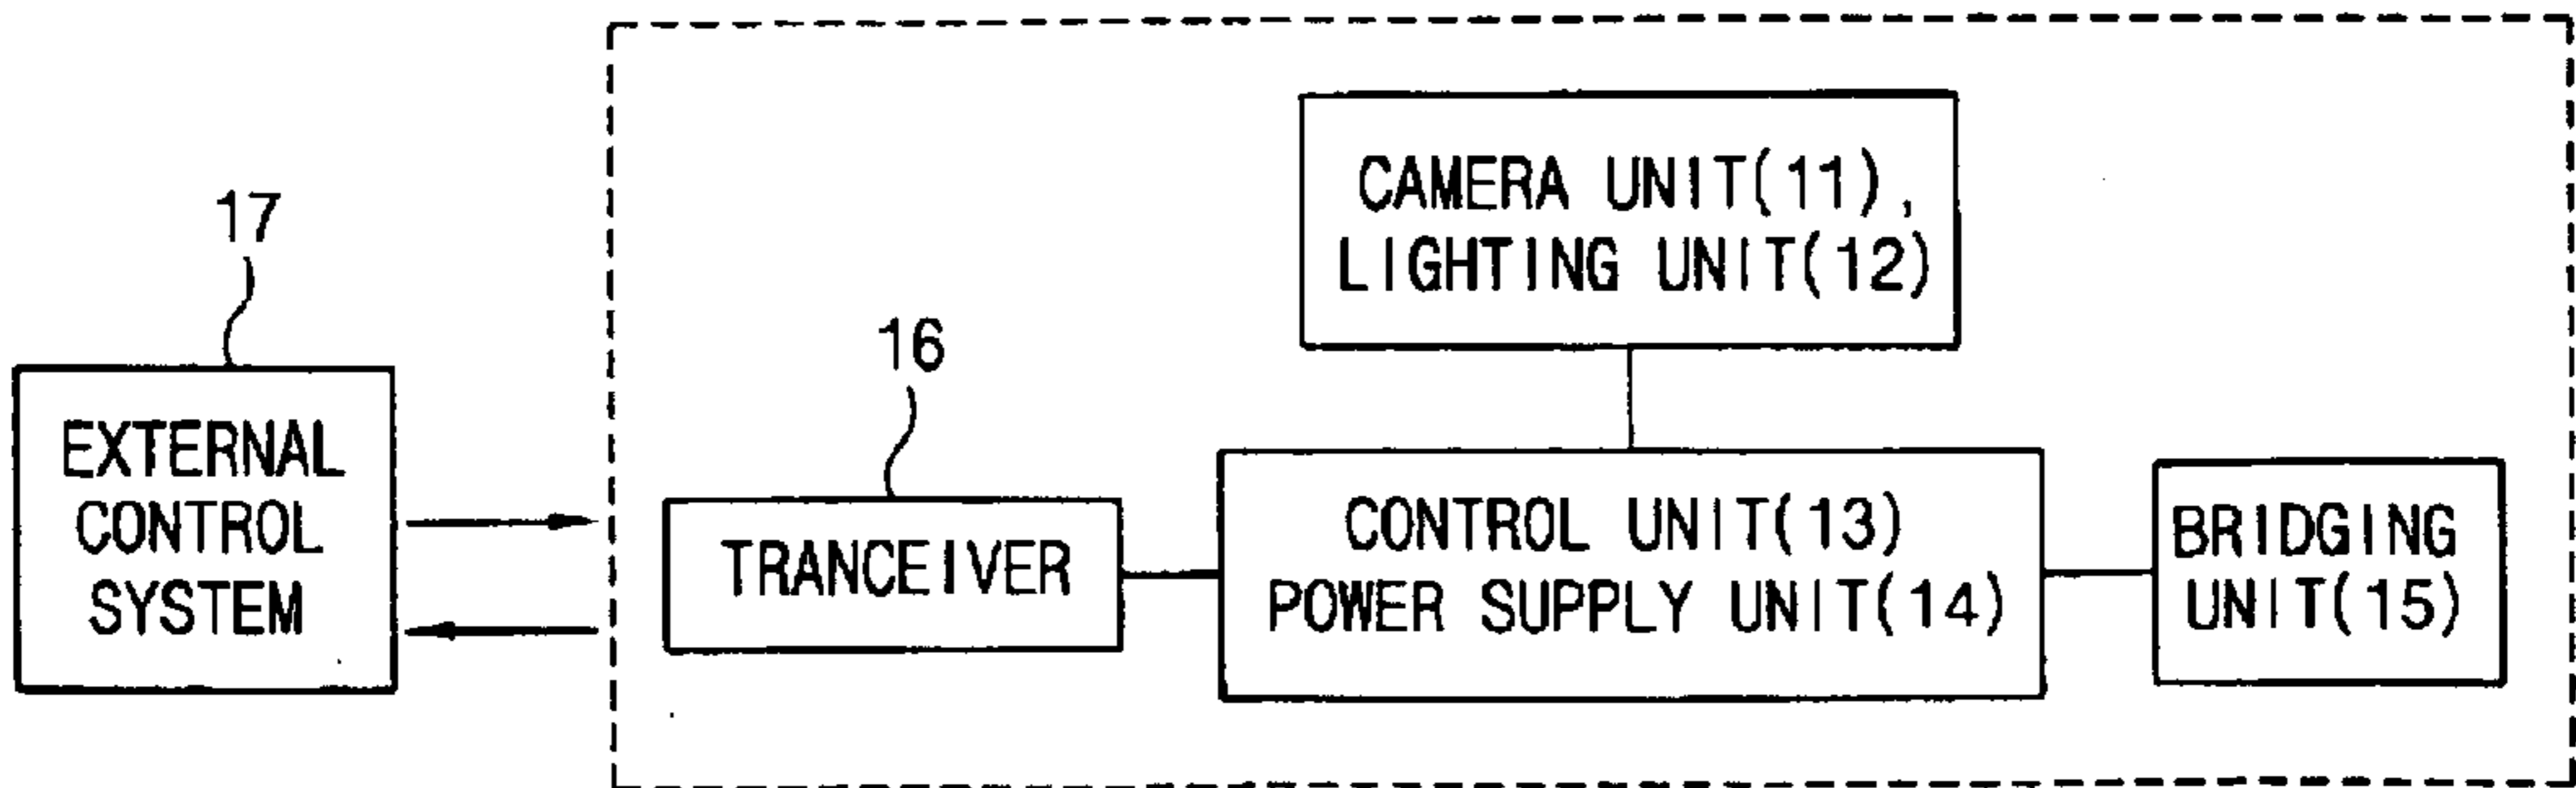 17
EXTERNAL
CONTROL
SYSTEM
16
TRANCEIVER
CAMERA UNIT(11),
LIGHTING UNIT(12)
CONTROL UNIT(13)
POWER SUPPLY UNIT(14)
BRIDGING
UNIT(15)